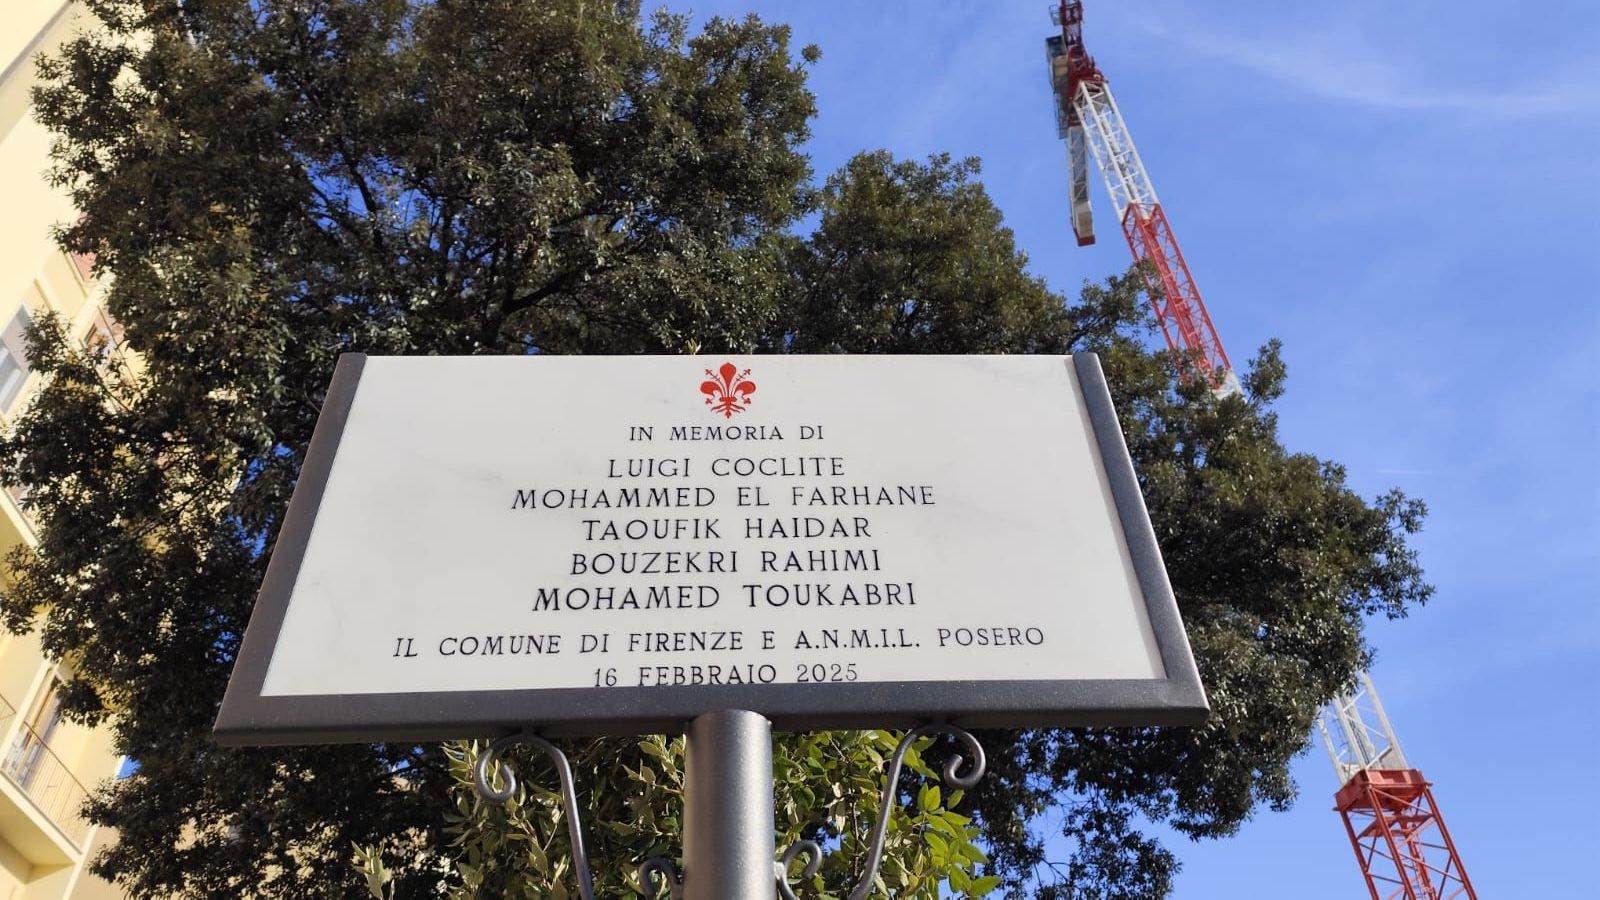 IN MEMORIA DI
LUIGI COCLITE
MOHAMMED EL FARHANE
TAOUFIK HAIDAR
BOUZEKRI RAHIMI
MOHAMED TOUKABRI
IL COMUNE DI FIRENZE E A.N.M.I.L. POSERO
16 FEBBRAIO 2025